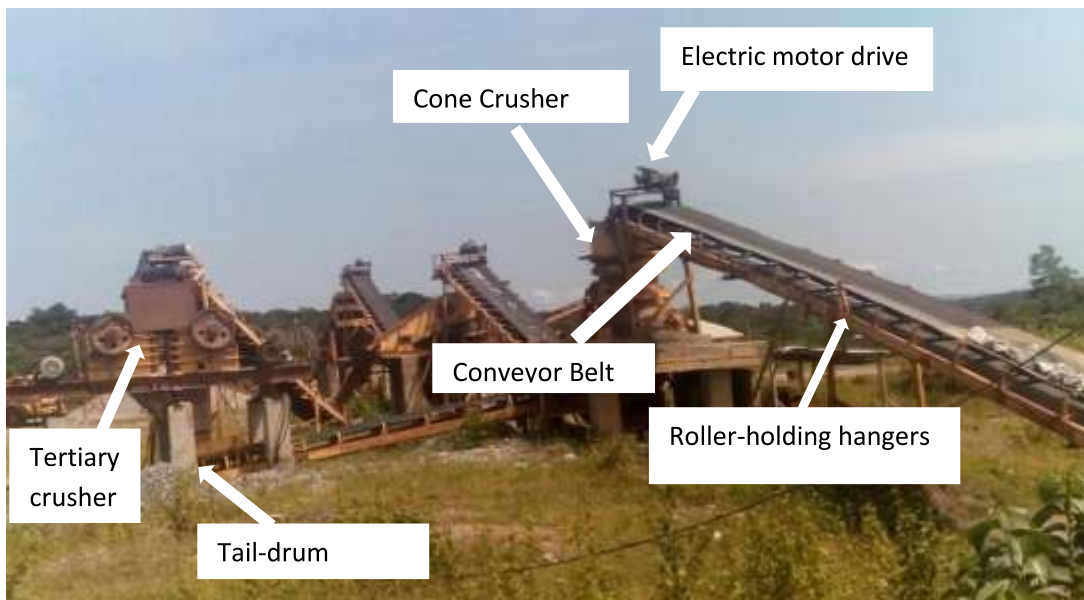 Electric motor drive
Cone Crusher
Conveyor Belt
Roller-holding hangers
Tertiary
crusher
Tail-drum